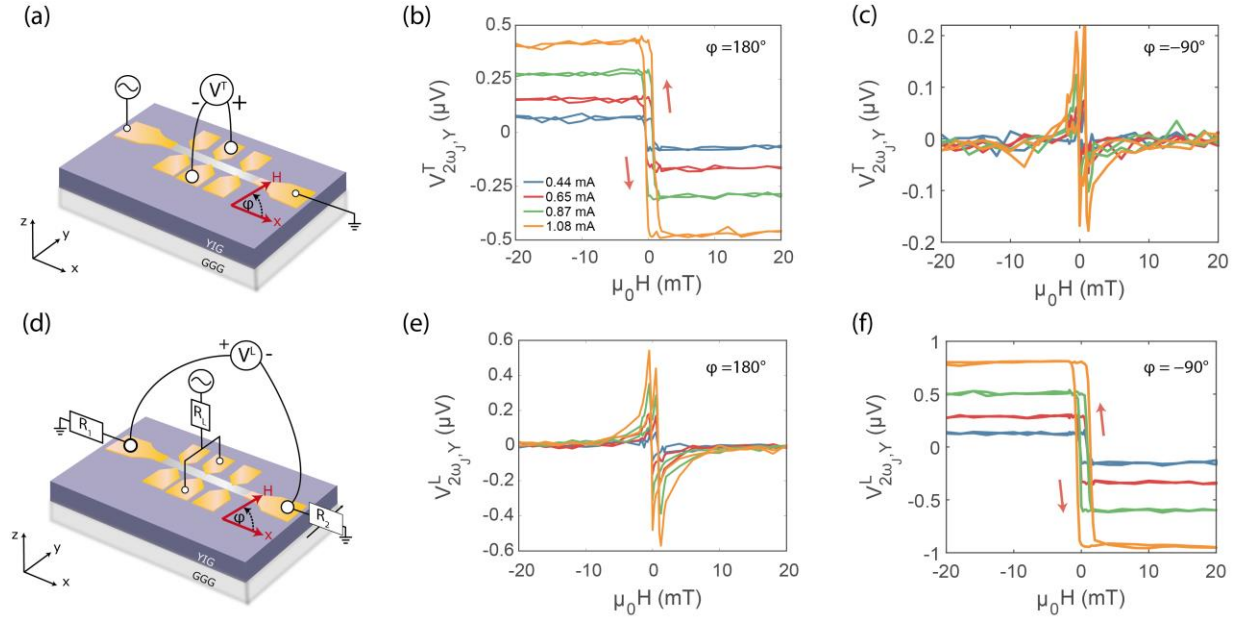 (a)
V^T
-
+
H
φ
x
z
y
x
YIG
GGG
(b)
V^T_{2ω_J,Y} (μV)
0.5
0.25
0
-0.25
-0.5
φ = 180°
0.44 mA
0.65 mA
0.87 mA
1.08 mA
-20 -10 0 10 20
μ₀H (mT)
(c)
V^T_{2ω_J,Y} (μV)
0.2
0.1
0
-0.1
0.2
φ = −90°
-20 -10 0 10 20
μ₀H (mT)
(d)
+
V^L
-
R_L
R_1
H
φ
x
R_2
z
y
x
YIG
GGG
(e)
V^L_{2ω_J,Y} (μV)
0.6
0.4
0.2
0
-0.2
-0.4
-0.6
φ = 180°
-20 -10 0 10 20
μ₀H (mT)
(f)
V^L_{2ω_J,Y} (μV)
1
0.5
0
-0.5
-1
φ = −90°
-20 -10 0 10 20
μ₀H (mT)